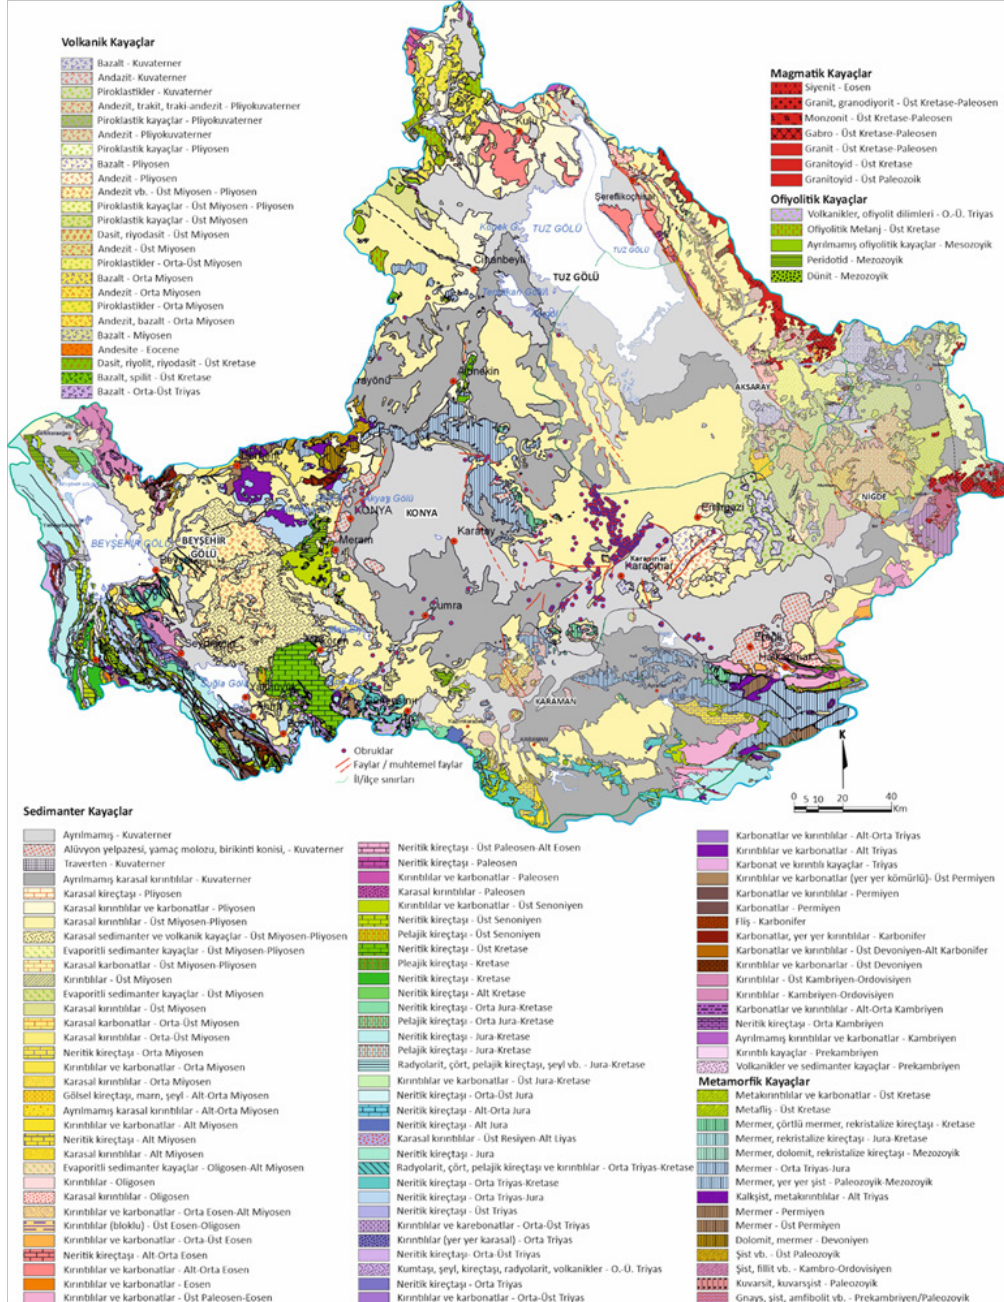 Volkanik Kayaçlar
Bazalt - Kuvaterner
Andazit- Kuvaterner
Piroklastikler - Kuvaterner
Andezit, trakit, traki-andezit - Pliyokuvaterner
Piroklastik kayaçlar - Pliyokuvaterner
Andezit - Pliyokuvaterner
Piroklastik kayaçlar - Pliyosen
Bazalt - Pliyosen
Andezit - Pliyosen
Andezit vb. - Üst Miyosen - Pliyosen
Piroklastik kayaçlar - Üst Miyosen - Pliyosen
Piroklastik kayaçlar - Üst Miyosen
Dasit, riyodasit - Üst Miyosen
Andezit - Üst Miyosen
Piroklastikler - Orta-Üst Miyosen
Bazalt - Orta Miyosen
Andezit - Orta Miyosen
Piroklastikler - Orta Miyosen
Andezit, bazalt - Orta Miyosen
Bazalt - Miyosen
Andesite - Eocene
Dasit, riyolit, riyodasit - Üst Kretase
Bazalt, spilit - Üst Kretase
Bazalt - Orta-Üst Triyas
Magmatik Kayaçlar
Siyenit - Eosen
Granit, granodiyorit - Üst Kretase-Paleosen
Monzonit - Üst Kretase-Paleosen
Gabro - Üst Kretase-Paleosen
Granit - Üst Kretase-Paleosen
Granitoyid - Üst Kretase
Granitoyid - Üst Paleozoik
Ofiyolitik Kayaçlar
Volkanikler, ofiyolit dilimleri - O.-Ü. Triyas
Ofiyolitik Melanj - Üst Kretase
Ayrılmamış ofiyolitik kayaçlar - Mesozoyik
Peridotid - Mezozoyik
Dünit - Mezozoyik
Kulu
Şereflikoçhisar
TUZ GÖLÜ
TUZ GÖLÜ
Cihanbeyli
TUZ GÖLÜ
AKSARAY
NİĞDE
Akyaş Gölü
KONYA
KONYA
Karatay
Meram
Emirgazi
Karapınar
Karapınar
BEYŞEHİR GÖLÜ
BEYŞEHİR
GÖLÜ
Çumra
Suğla Gölü
Ereğli
Halkapınar
KARAMAN
Obruklar
Faylar / muhtemel faylar
İl/ilçe sınırları
K
0 5 10 20 40
Km
Sedimanter Kayaçlar
Ayrılmamış - Kuvaterner
Alüvyon yelpazesi, yamaç molozu, birikinti konisi, - Kuvaterner
Traverten - Kuvaterner
Ayrılmamış karasal kırıntılılar - Kuvaterner
Karasal kireçtaşı - Pliyosen
Karasal kırıntılılar ve karbonatlar - Pliyosen
Karasal kırıntılılar - Üst Miyosen-Pliyosen
Karasal sedimanter ve volkanik kayaçlar - Üst Miyosen-Pliyosen
Evaporitli sedimanter kayaçlar - Üst Miyosen-Pliyosen
Karasal karbonatlar - Üst Miyosen-Pliyosen
Kırıntılılar - Üst Miyosen
Evaporitli sedimanter kayaçlar - Üst Miyosen
Karasal kırıntılılar - Üst Miyosen
Karasal karbonatlar - Orta-Üst Miyosen
Karasal kırıntılılar - Orta-Üst Miyosen
Neritik kireçtaşı - Orta Miyosen
Kırıntılılar ve karbonatlar - Orta Miyosen
Karasal kırıntılılar - Orta Miyosen
Gölsel kireçtaşı, marn, şeyl - Alt-Orta Miyosen
Ayrılmamış karasal kırıntılılar - Alt-Orta Miyosen
Kırıntılılar ve karbonatlar - Alt Miyosen
Neritik kireçtaşı - Alt Miyosen
Karasal kırıntılılar - Alt Miyosen
Evaporitli sedimanter kayaçlar - Oligosen-Alt Miyosen
Kırıntılılar - Oligosen
Karasal kırıntılılar - Oligosen
Kırıntılılar ve karbonatlar - Orta Eosen-Alt Miyosen
Kırıntılılar (bloklu) - Üst Eosen-Oligosen
Kırıntılılar ve karbonatlar - Orta-Üst Eosen
Neritik kireçtaşı - Alt-Orta Eosen
Kırıntılılar ve karbonatlar - Alt-Orta Eosen
Kırıntılılar ve karbonatlar - Eosen
Kırıntılılar ve karbonatlar - Üst Paleosen-Eosen
Neritik kireçtaşı - Üst Paleosen-Alt Eosen
Neritik kireçtaşı - Paleosen
Kırıntılılar ve karbonatlar - Paleosen
Karasal kırıntılılar - Paleosen
Kırıntılılar ve karbonatlar - Üst Senoniyen
Neritik kireçtaşı - Üst Senoniyen
Pelajik kireçtaşı - Üst Senoniyen
Neritik kireçtaşı - Üst Kretase
Pleajik kireçtaşı - Kretase
Neritik kireçtaşı - Kretase
Neritik kireçtaşı - Alt Kretase
Neritik kireçtaşı - Orta Jura-Kretase
Pelajik kireçtaşı - Orta Jura-Kretase
Neritik kireçtaşı - Jura-Kretase
Pelajik kireçtaşı - Jura-Kretase
Radyolarit, çört, pelajik kireçtaşı, şeyl vb. - Jura-Kretase
Kırıntılılar ve karbonatlar - Üst Jura-Kretase
Neritik kireçtaşı - Orta-Üst Jura
Neritik kireçtaşı - Alt-Orta Jura
Neritik kireçtaşı - Alt Jura
Karasal kırıntılılar - Üst Resiyen-Alt Liyas
Neritik kireçtaşı - Jura
Radyolarit, çört, pelajik kireçtaşı ve kırıntılılar - Orta Triyas-Kretase
Neritik kireçtaşı - Orta Triyas-Kretase
Neritik kireçtaşı - Orta Triyas-Jura
Neritik kireçtaşı - Üst Triyas
Kırıntılılar ve karebonatlar - Orta-Üst Triyas
Kırınrtılılar (yer yer karasal) - Orta Triyas
Neritik kireçtaşı- Orta-Üst Triyas
Kumtaşı, şeyl, kireçtaşı, radyolarit, volkanikler - O.-Ü. Triyas
Neritik kireçtaşı - Orta Triyas
Kırıntılılar ve karbonatlar - Orta-Üst Triyas
Karbonatlar ve kırıntılılar - Alt-Orta Triyas
Kırıntılılar ve karbonatlar - Alt Triyas
Karbonat ve kırıntılı kayaçlar - Triyas
Kırıntılılar ve karbonatlar (yer yer kömürlü)- Üst Permiyen
Karbonatlar ve kırıntılılar - Permiyen
Karbonatlar - Permiyen
Fliş - Karbonifer
Karbonatlar, yer yer kırıntılılar - Karbonifer
Karbonatlar ve kırıntılılar - Üst Devoniyen-Alt Karbonifer
Kırıntılılar ve karbonarlar - Üst Devoniyen
Kırıntılılar - Üst Kambriyen-Ordovisiyen
Kırıntılılar - Kambriyen-Ordovisiyen
Karbonatlar ve kırıntılılar - Alt-Orta Kambriyen
Neritik kireçtaşı - Orta Kambriyen
Ayrılmamış kırıntılılar ve karbonatlar - Kambriyen
Kırıntılı kayaçlar - Prekambriyen
Volkanikler ve sedimanter kayaçlar - Prekambriyen
Metamorfik Kayaçlar
Metakırıntılılar ve karbonatlar - Üst Kretase
Metafliş - Üst Kretase
Mermer, çörtlü mermer, rekristalize kireçtaşı - Kretase
Mermer, rekristalize kireçtaşı - Jura-Kretase
Mermer, dolomit, rekristalize kireçtaşı - Mezozoyik
Mermer - Orta Triyas-Jura
Mermer, yer yer şist - Paleozoyik-Mezozoyik
Kalkşist, metakırıntılılar - Alt Triyas
Mermer - Permiyen
Mermer - Üst Permiyen
Dolomit, mermer - Devoniyen
Şist vb. - Üst Paleozoyik
Şist, fillit vb. - Kambro-Ordovisiyen
Kuvarsit, kuvarsşist - Paleozoyik
Gnays, şist, amfibolit vb. - Prekambriyen/Paleozoyik